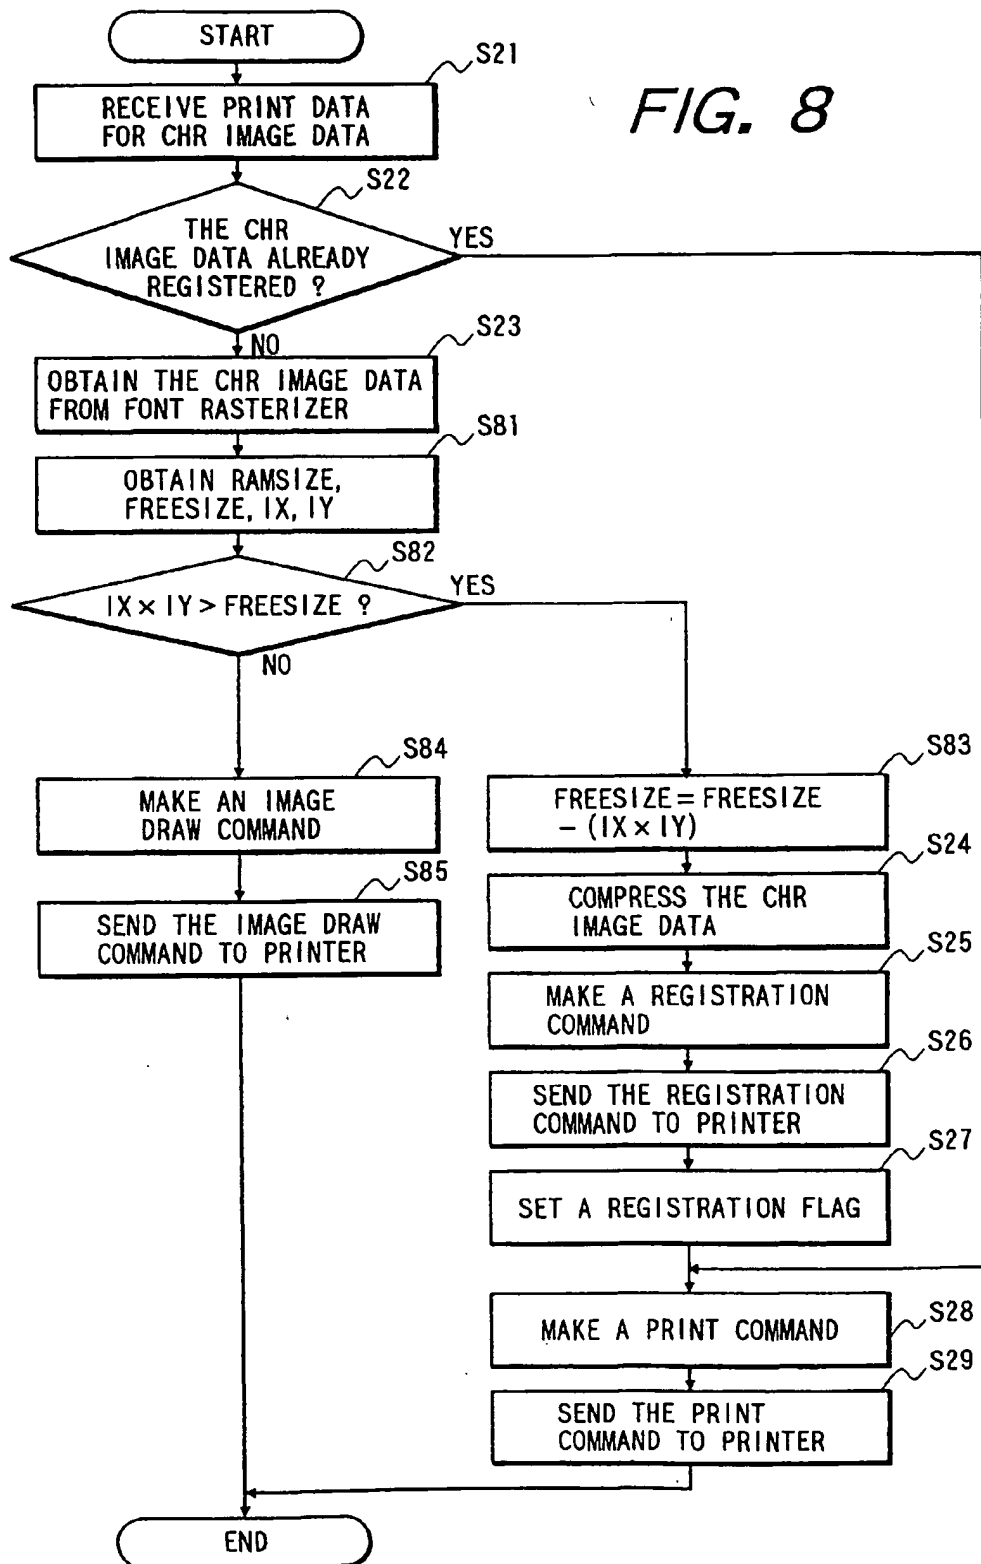 START
S21
FIG. 8
RECEIVE PRINT DATA
FOR CHR IMAGE DATA
S22
THE CHR
IMAGE DATA ALREADY
REGISTERED ?
YES
NO
S23
OBTAIN THE CHR IMAGE DATA
FROM FONT RASTERIZER
S81
OBTAIN RAMSIZE,
FREESIZE, IX, IY
S82
IX × IY > FREESIZE ?
YES
NO
S84
MAKE AN IMAGE
DRAW COMMAND
S85
SEND THE IMAGE DRAW
COMMAND TO PRINTER
S83
FREESIZE = FREESIZE
- (IX × IY)
S24
COMPRESS THE CHR
IMAGE DATA
S25
MAKE A REGISTRATION
COMMAND
S26
SEND THE REGISTRATION
COMMAND TO PRINTER
S27
SET A REGISTRATION FLAG
S28
MAKE A PRINT COMMAND
S29
SEND THE PRINT
COMMAND TO PRINTER
END